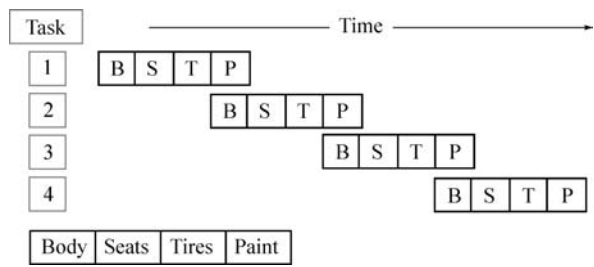 Task Time
1 B S T P
2 B S T P
3 B S T P
4 B S T P
Body Seats Tires Paint